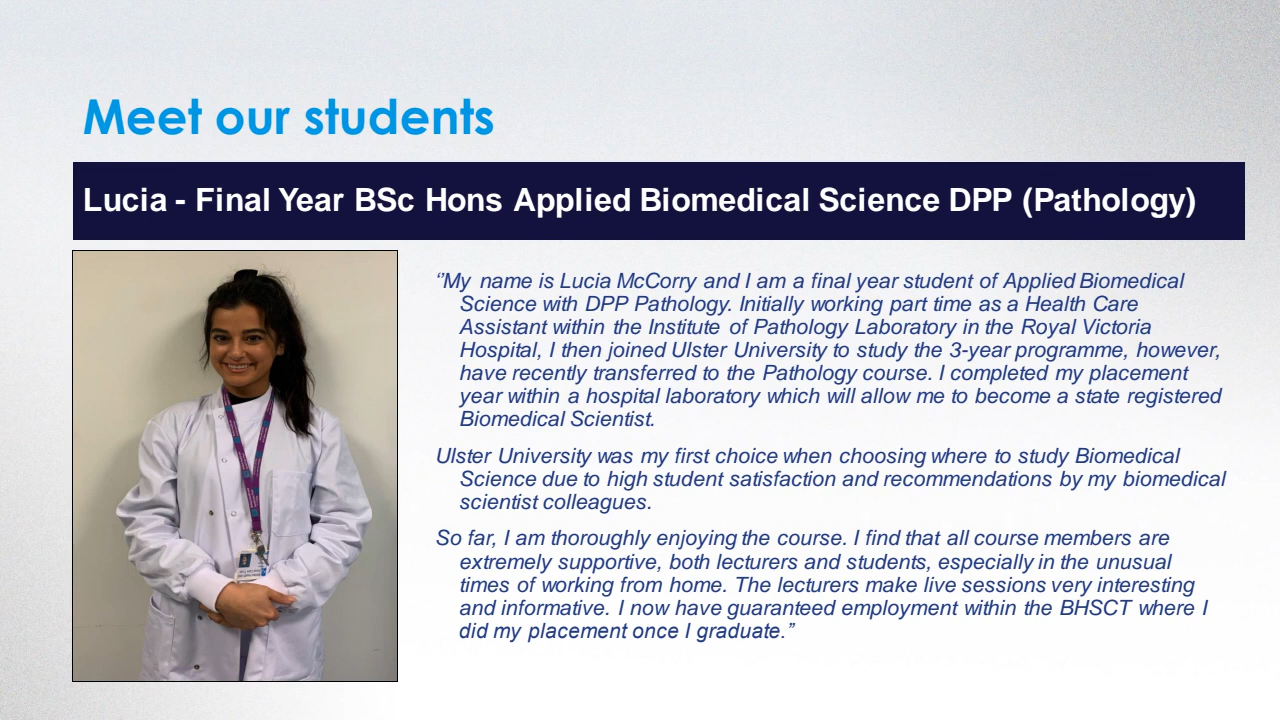 Meet our students
Lucia - Final Year BSc Hons Applied Biomedical Science DPP (Pathology)
‘’My name is Lucia McCorry and I am a final year student of Applied Biomedical
Science with DPP Pathology. Initially working part time as a Health Care
Assistant within the Institute of Pathology Laboratory in the Royal Victoria
Hospital, I then joined Ulster University to study the 3-year programme, however,
have recently transferred to the Pathology course. I completed my placement
year within a hospital laboratory which will allow me to become a state registered
Biomedical Scientist.
Ulster University was my first choice when choosing where to study Biomedical
Science due to high student satisfaction and recommendations by my biomedical
scientist colleagues.
So far, I am thoroughly enjoying the course. I find that all course members are
extremely supportive, both lecturers and students, especially in the unusual
times of working from home. The lecturers make live sessions very interesting
and informative. I now have guaranteed employment within the BHSCT where I
did my placement once I graduate.”